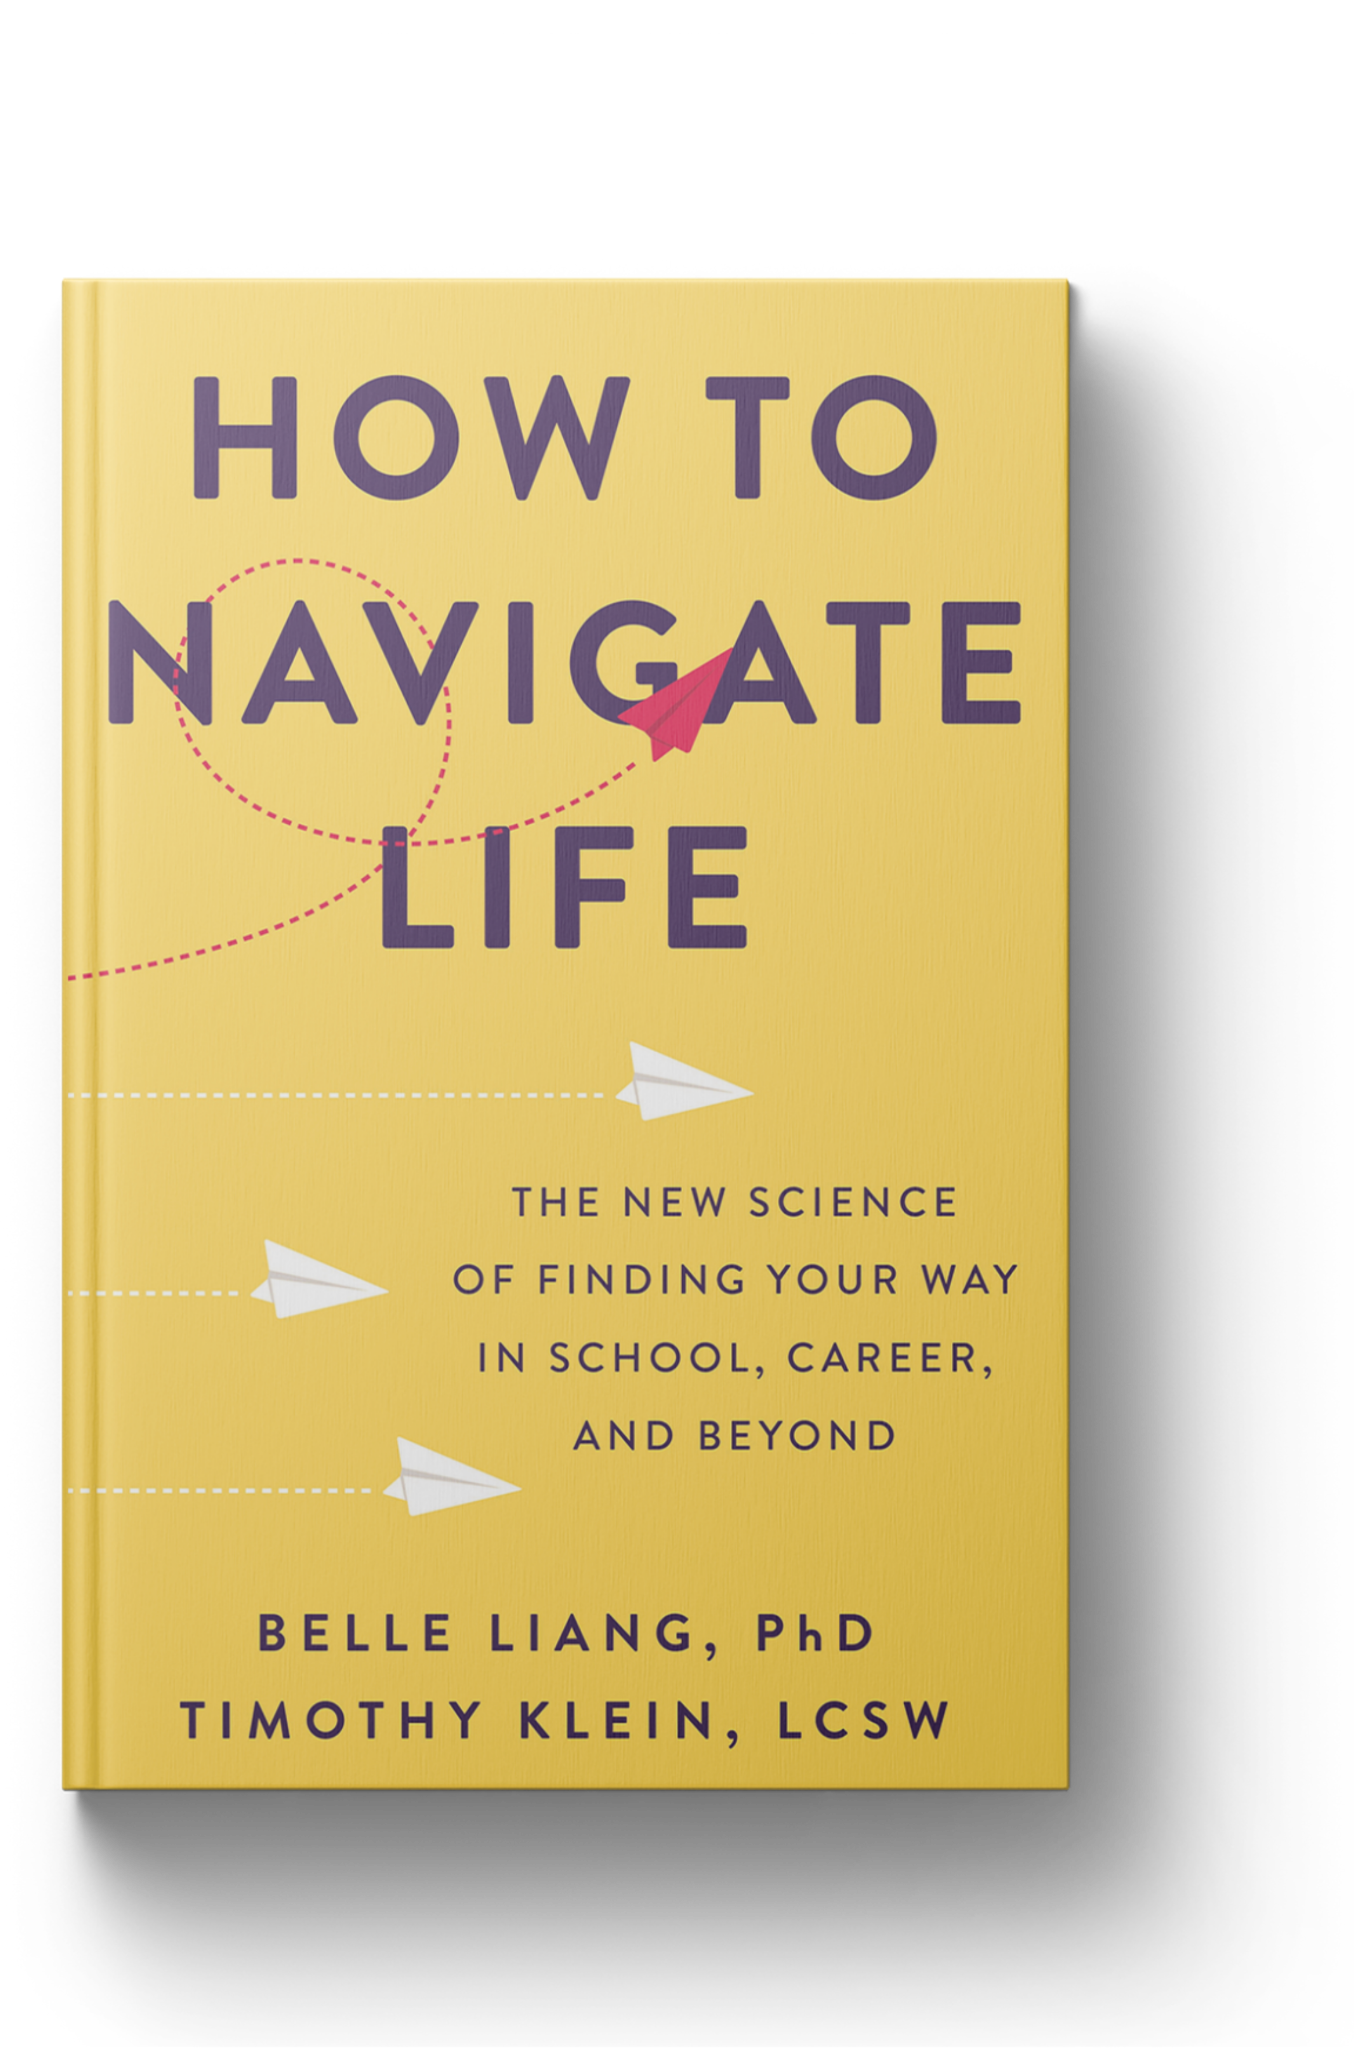 HOW TO
NAVIGATE
LIFE
THE NEW SCIENCE
OF FINDING YOUR WAY
IN SCHOOL, CAREER,
AND BEYOND
BELLE LIANG, PhD
TIMOTHY KLEIN, LCSW